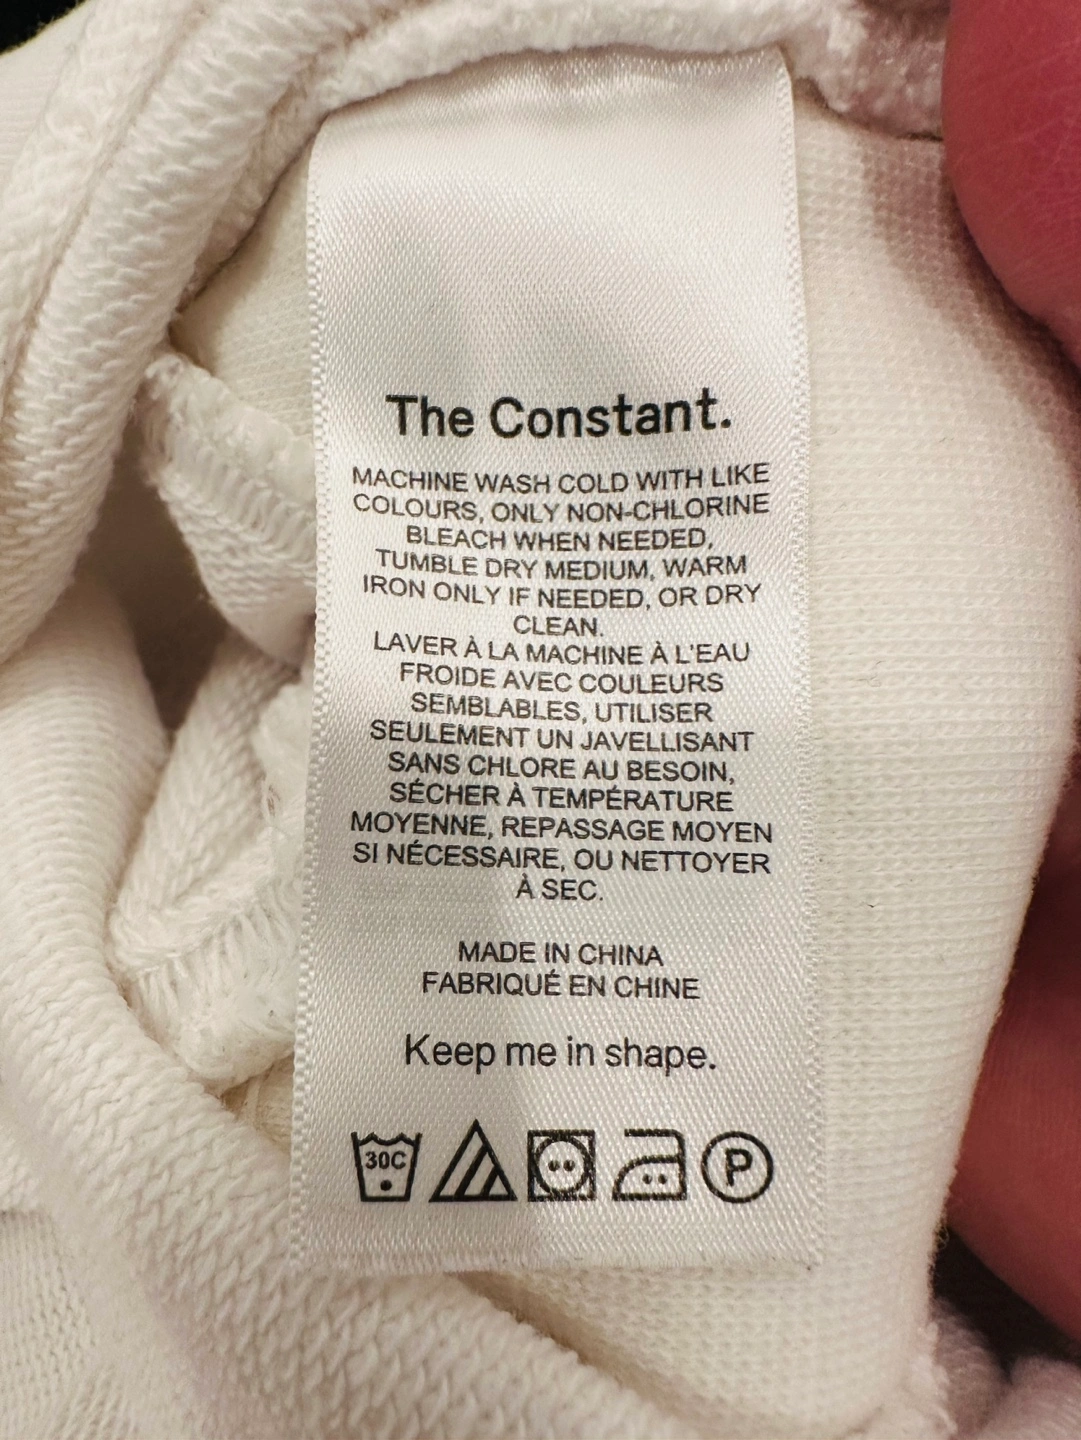 The Constant.
MACHINE WASH COLD WITH LIKE
COLOURS, ONLY NON-CHLORINE
BLEACH WHEN NEEDED,
TUMBLE DRY MEDIUM, WARM
IRON ONLY IF NEEDED, OR DRY
CLEAN.
LAVER À LA MACHINE À L'EAU
FROIDE AVEC COULEURS
SEMBLABLES, UTILISER
SEULEMENT UN JAVELLISANT
SANS CHLORE AU BESOIN,
SÉCHER À TEMPÉRATURE
MOYENNE, REPASSAGE MOYEN
SI NÉCESSAIRE, OU NETTOYER
À SEC.
MADE IN CHINA
FABRIQUÉ EN CHINE
Keep me in shape.
30C P